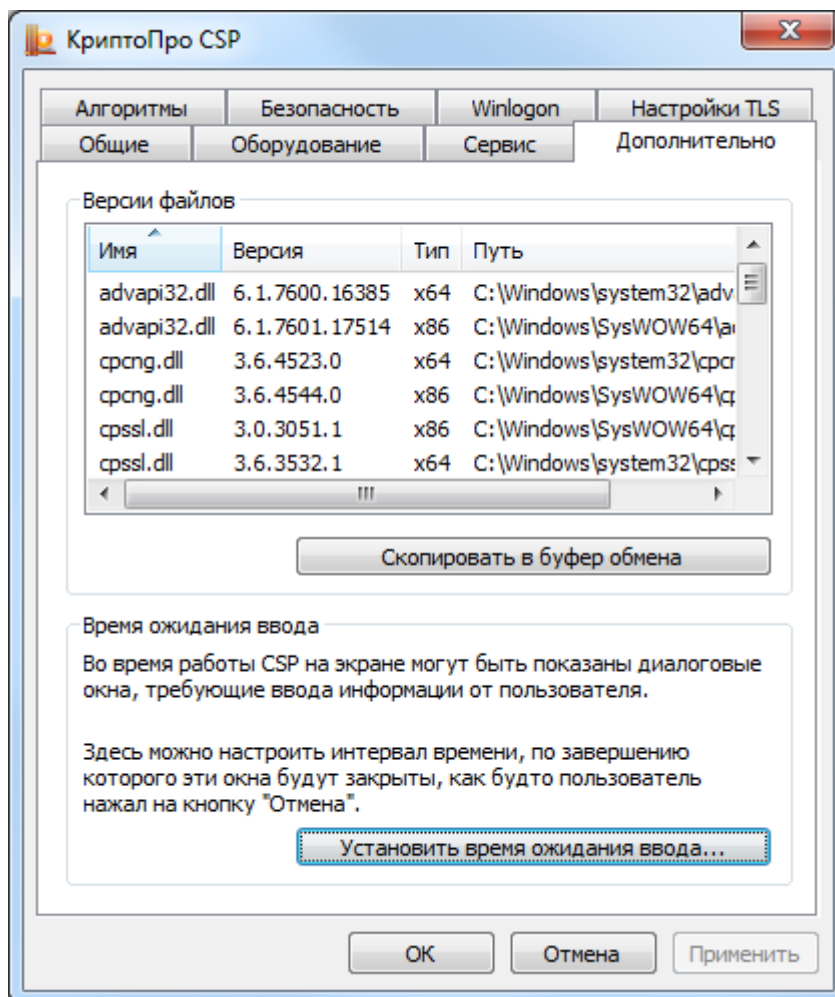 КриптоПро CSP
Алгоритмы Безопасность Winlogon Настройки TLS
Общие Оборудование Сервис Дополнительно
Версии файлов
Имя Версия Тип Путь
advapi32.dll 6.1.7600.16385 x64 C:\Windows\system32\adv
advapi32.dll 6.1.7601.17514 x86 C:\Windows\SysWOW64\a
cpcng.dll 3.6.4523.0 x64 C:\Windows\system32\cpc
cpcng.dll 3.6.4544.0 x86 C:\Windows\SysWOW64\cp
cpssl.dll 3.0.3051.1 x86 C:\Windows\SysWOW64\cp
cpssl.dll 3.6.3532.1 x64 C:\Windows\system32\cpss
Скопировать в буфер обмена
Время ожидания ввода
Во время работы CSP на экране могут быть показаны диалоговые
окна, требующие ввода информации от пользователя.
Здесь можно настроить интервал времени, по завершению
которого эти окна будут закрыты, как будто пользователь
нажал на кнопку "Отмена".
Установить время ожидания ввода...
ОК Отмена Применить